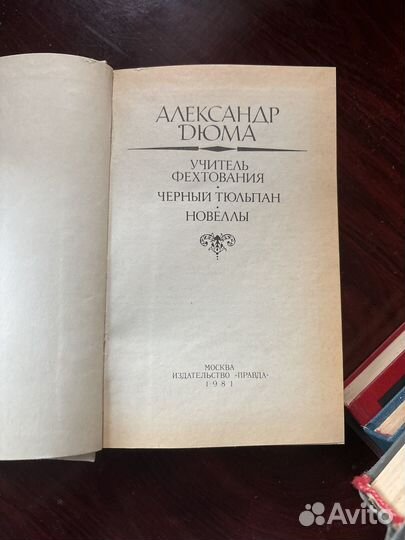 АЛЕКСАНДР
ДЮМА
УЧИТЕЛЬ
ФЕХТОВАНИЯ
•
ЧЕРНЫЙ ТЮЛЬПАН
•
НОВЕЛЛЫ
МОСКВА
ИЗДАТЕЛЬСТВО «ПРАВДА»
1981
Avito